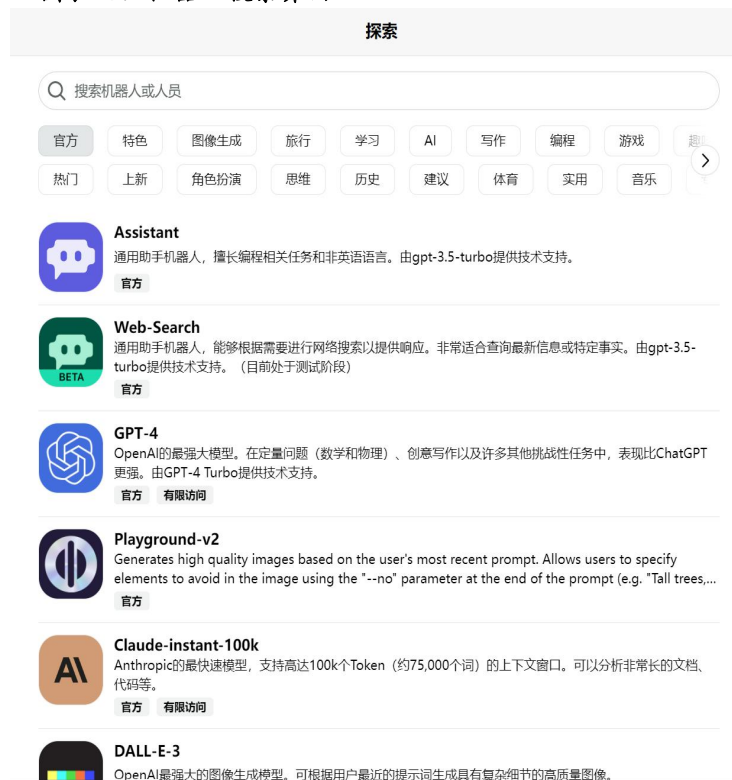 探索
搜索机器人或人员
官方 特色 图像生成 旅行 学习 AI 写作 编程 游戏
热门 上新 角色扮演 思维 历史 建议 体育 实用 音乐
Assistant
通用助手机器人，擅长编程相关任务和非英语语言。由gpt-3.5-turbo提供技术支持。
官方
Web-Search
通用助手机器人，能够根据需要进行网络搜索以提供响应。非常适合查询最新信息或特定事实。由gpt-3.5-
turbo提供技术支持。（目前处于测试阶段）
BETA
官方
GPT-4
OpenAI的最强大模型。在定量问题（数学和物理）、创意写作以及许多其他挑战性任务中，表现比ChatGPT
更强。由GPT-4 Turbo提供技术支持。
官方 有限访问
Playground-v2
Generates high quality images based on the user's most recent prompt. Allows users to specify
elements to avoid in the image using the "--no" parameter at the end of the prompt (e.g. "Tall trees,...
官方
Claude-instant-100k
Anthropic的最快速模型，支持高达100k个Token（约75,000个词）的上下文窗口。可以分析非常长的文档、
代码等。
AI
官方 有限访问
DALL-E-3
OpenAI最强大的图像生成模型。可根据用户最近的提示词生成具有复杂细节的高质量图像。